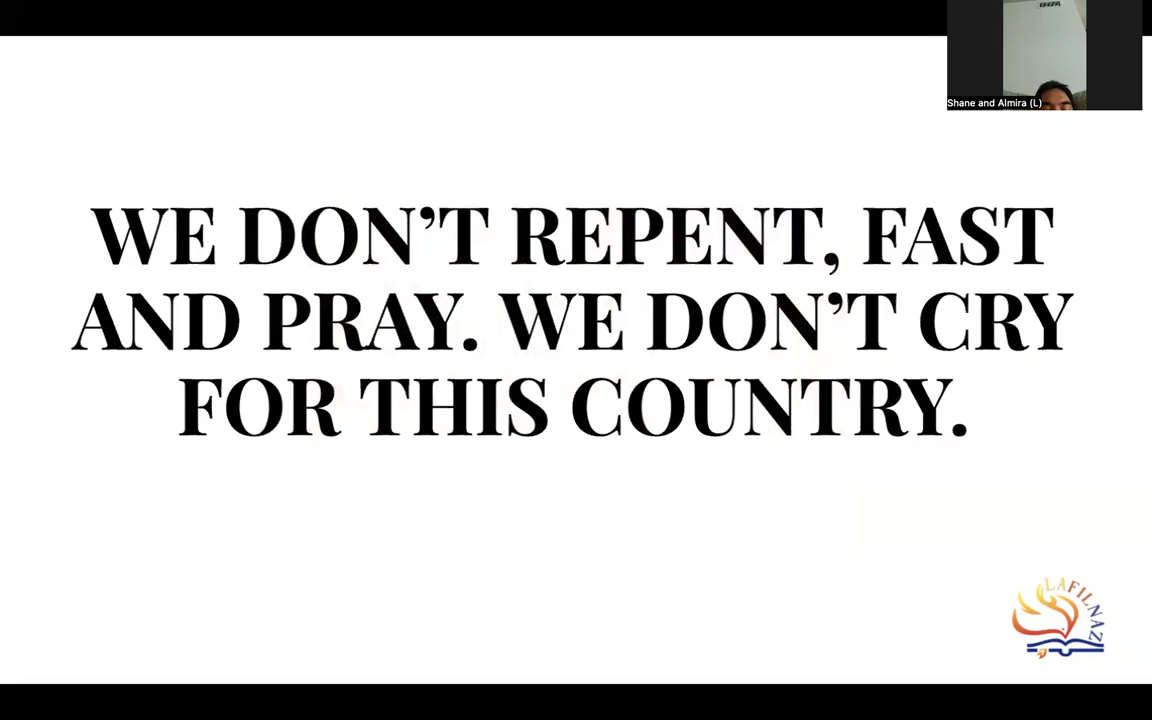 Shane and Almira (L)
WE DON’T REPENT, FAST
AND PRAY. WE DON’T CRY
FOR THIS COUNTRY.
LAFILNAZ